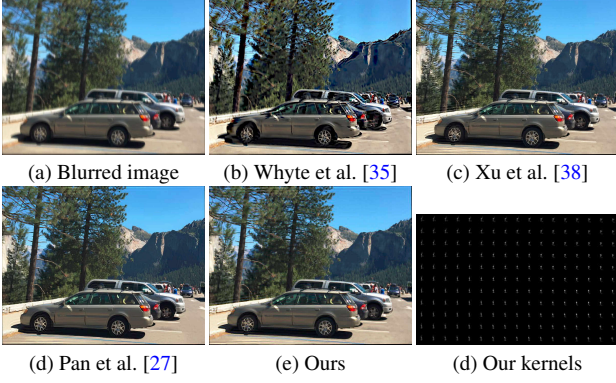 (a) Blurred image (b) Whyte et al. [35] (c) Xu et al. [38]
(d) Pan et al. [27] (e) Ours (d) Our kernels